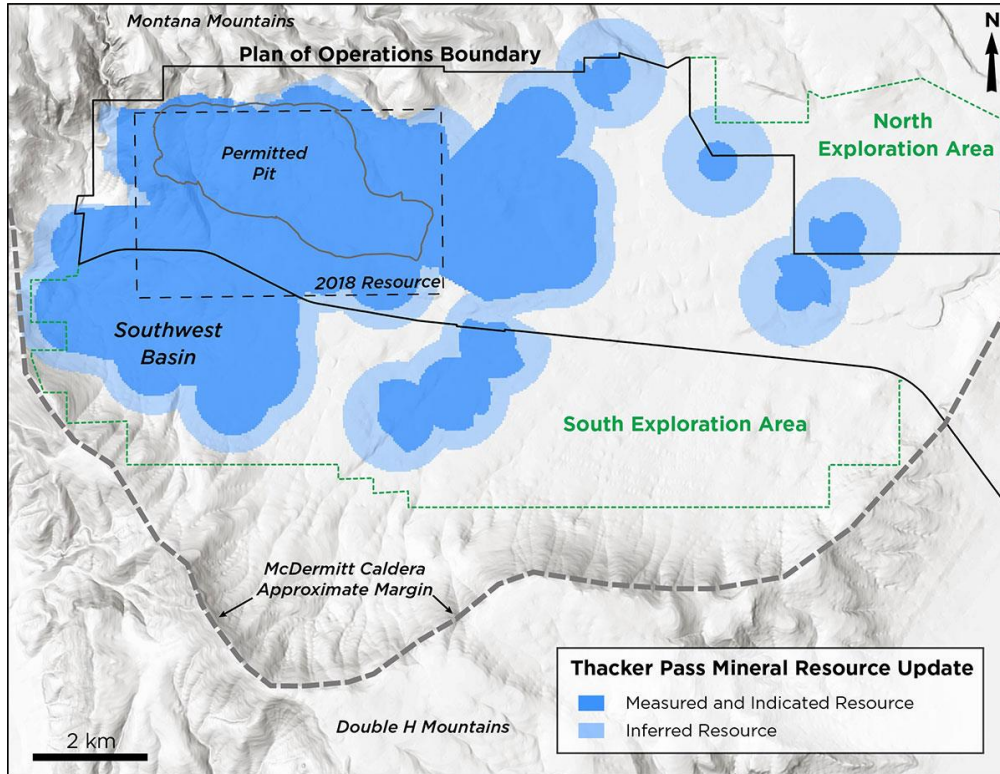 Montana Mountains
Plan of Operations Boundary
N
North
Exploration Area
Permitted
Pit
2018 Resource
Southwest
Basin
South Exploration Area
McDermitt Caldera
Approximate Margin
Double H Mountains
2 km
Thacker Pass Mineral Resource Update
Measured and Indicated Resource
Inferred Resource